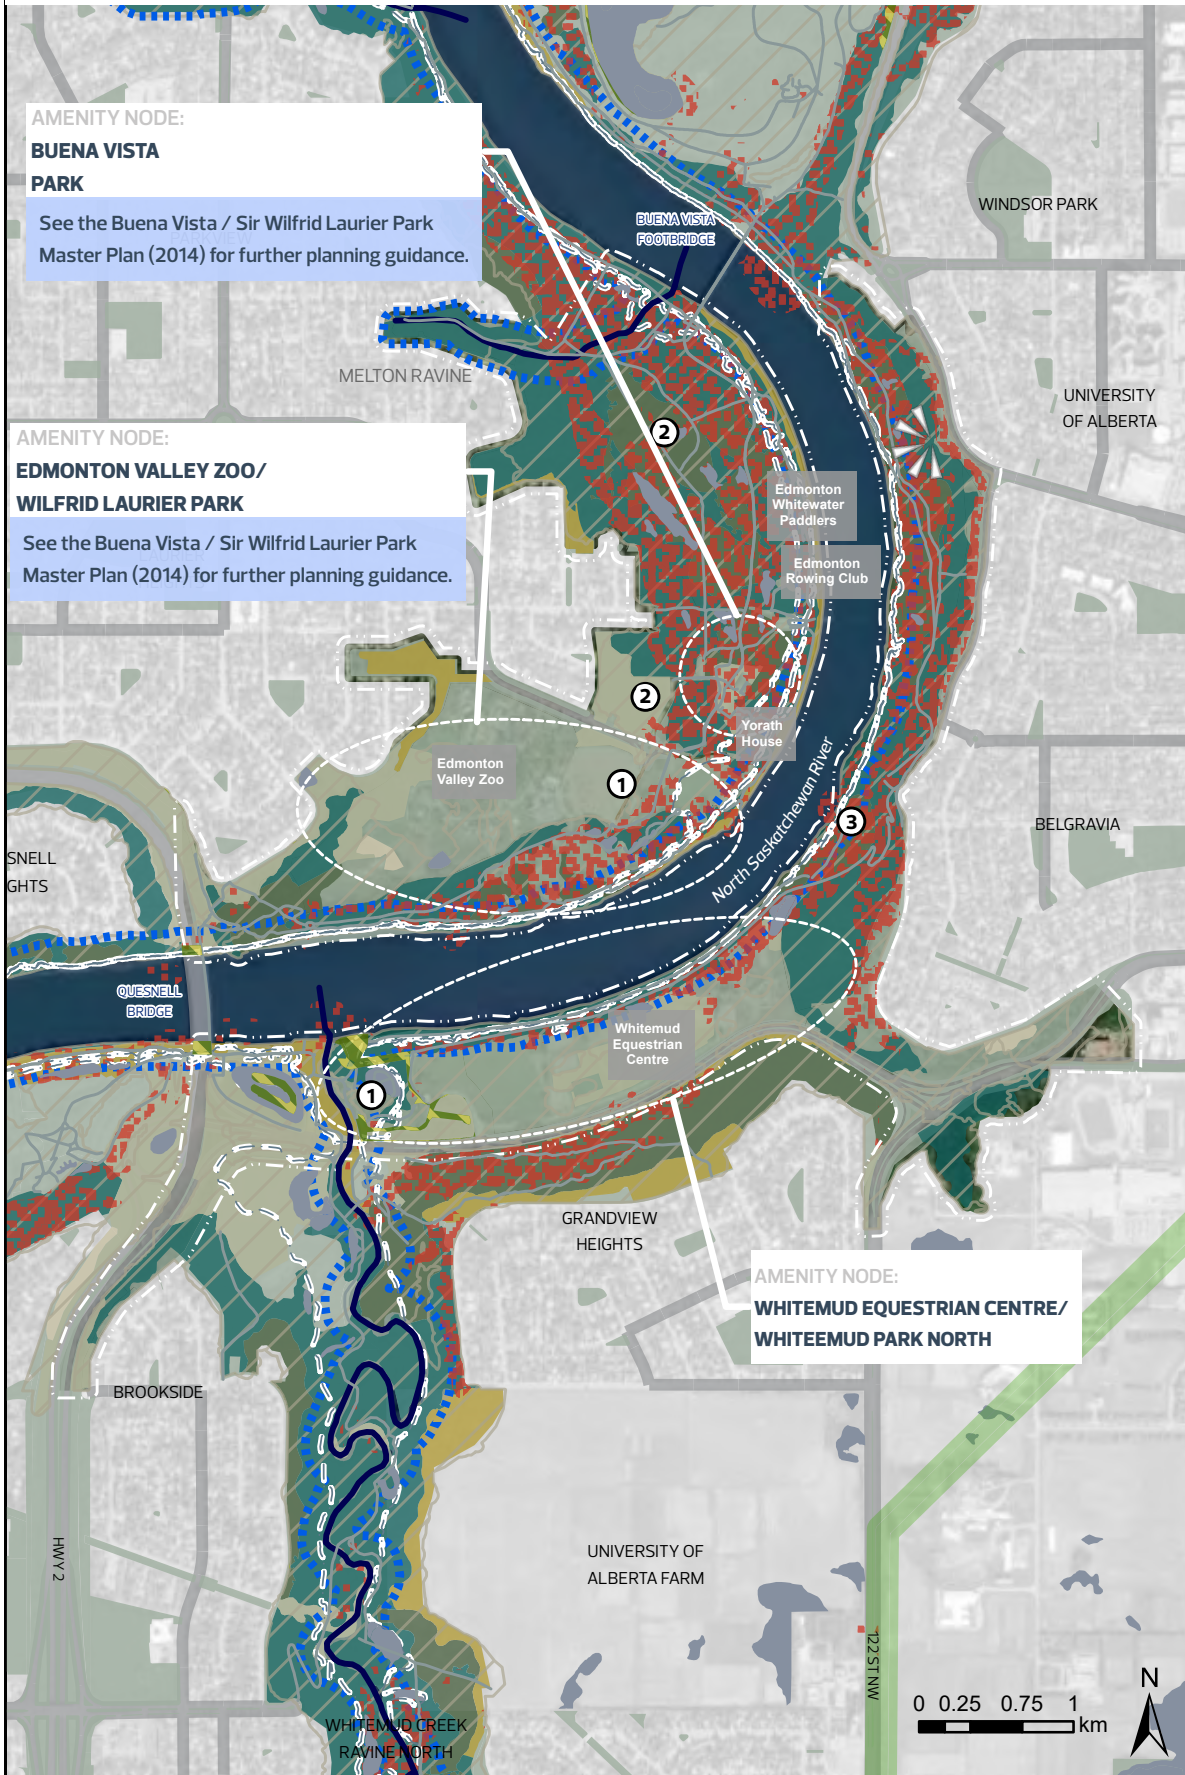 AMENITY NODE:
BUENA VISTA
PARK
See the Buena Vista / Sir Wilfrid Laurier Park
Master Plan (2014) for further planning guidance.
BUENA VISTA
FOOTBRIDGE
WINDSOR PARK
MELTON RAVINE
UNIVERSITY
OF ALBERTA
AMENITY NODE:
EDMONTON VALLEY ZOO/
WILFRID LAURIER PARK
See the Buena Vista / Sir Wilfrid Laurier Park
Master Plan (2014) for further planning guidance.
2
Edmonton
Whitewater
Paddlers
Edmonton
Rowing Club
2
Yorath
House
Edmonton
Valley Zoo
1
North Saskatchewan River
3
BELGRAVIA
SNELL
GHTS
QUESNELL
BRIDGE
Whitemud
Equestrian
Centre
1
GRANDVIEW
HEIGHTS
AMENITY NODE:
WHITEMUD EQUESTRIAN CENTRE/
WHITEEMUD PARK NORTH
BROOKSIDE
HWY 2
UNIVERSITY OF
ALBERTA FARM
122 ST NW
WHITEMUD CREEK
RAVINE NORTH
N
0 0.25 0.75 1
km